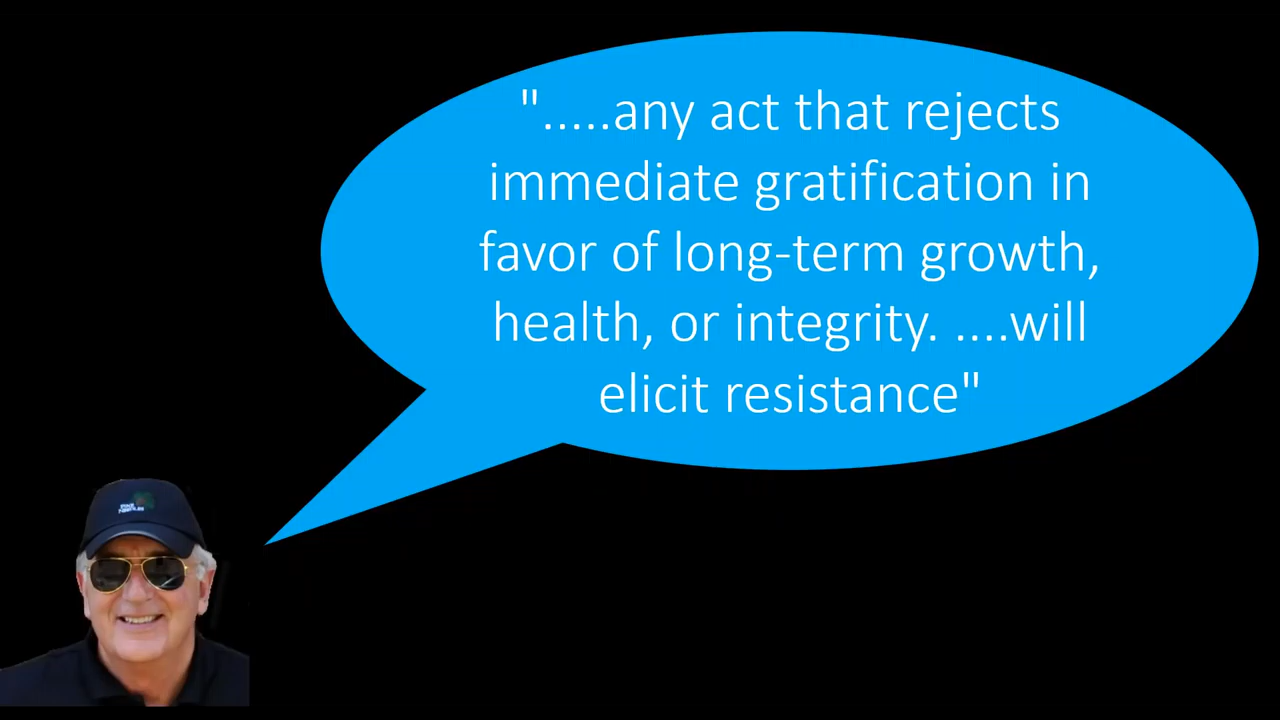 ".....any act that rejects
immediate gratification in
favor of long-term growth,
health, or integrity. ....will
elicit resistance"